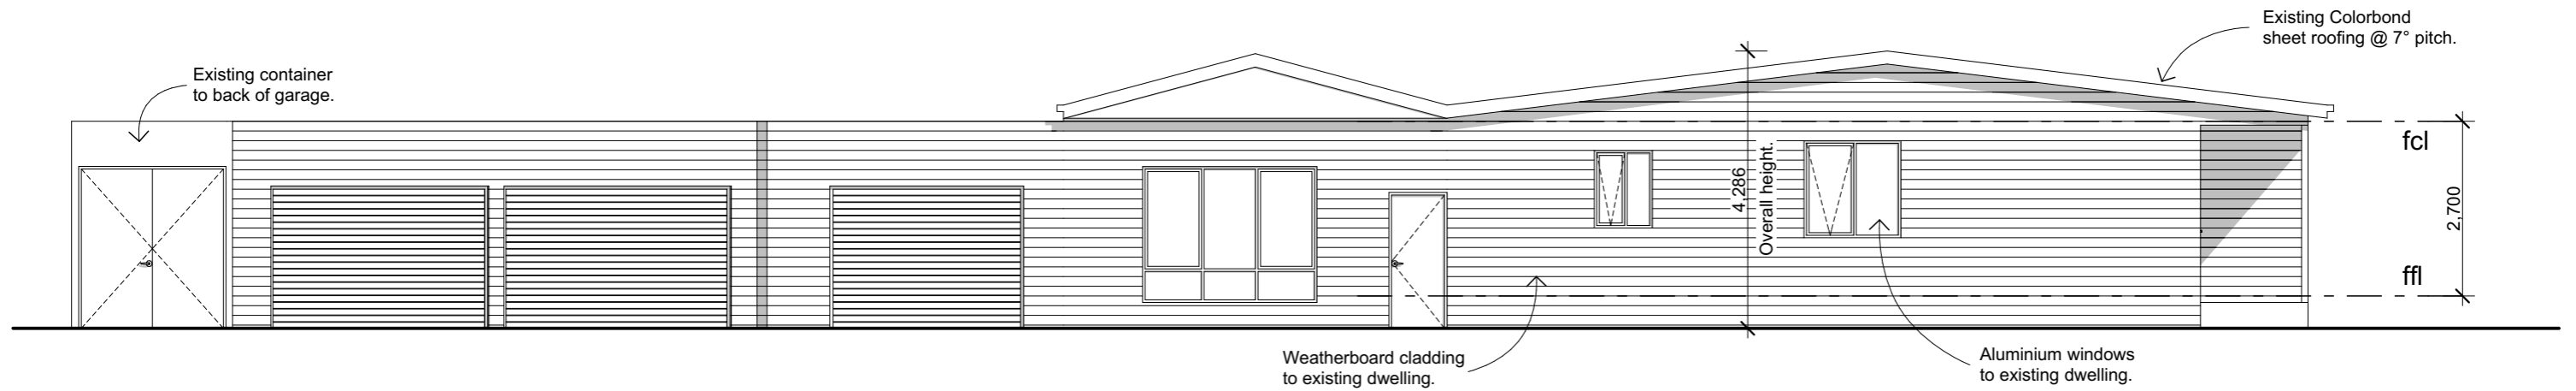 Existing Colorbond
sheet roofing @ 7° pitch.
Existing container
to back of garage.
fcl
4,286
Overall height.
2,700
ffl
Weatherboard cladding
to existing dwelling.
Aluminium windows
to existing dwelling.